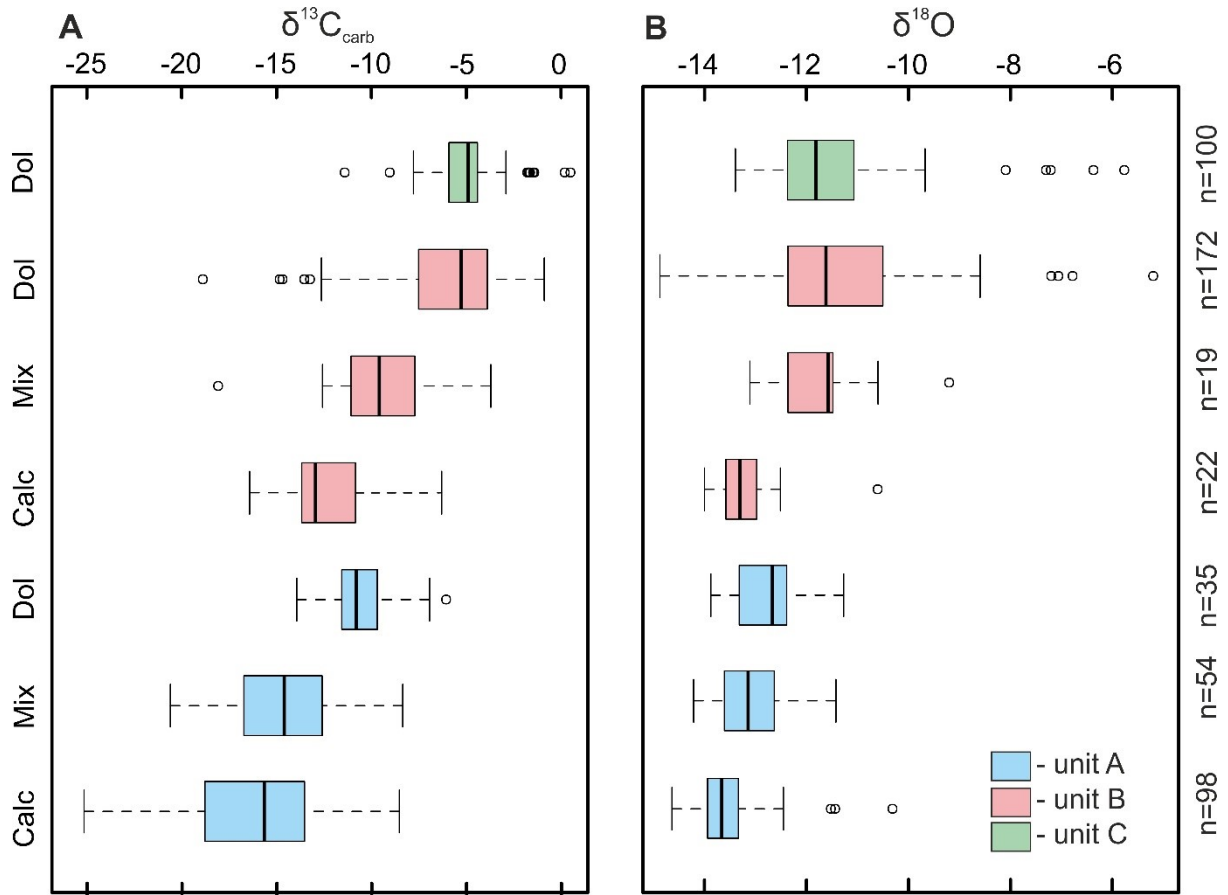 A δ¹³C_carb
-25 -20 -15 -10 -5 0
B δ¹⁸O
-14 -12 -10 -8 -6
Dol
Dol
Mix
Calc
Dol
Mix
Calc
n=100
n=172
n=19
n=22
n=35
n=54
n=98
- unit A
- unit B
- unit C